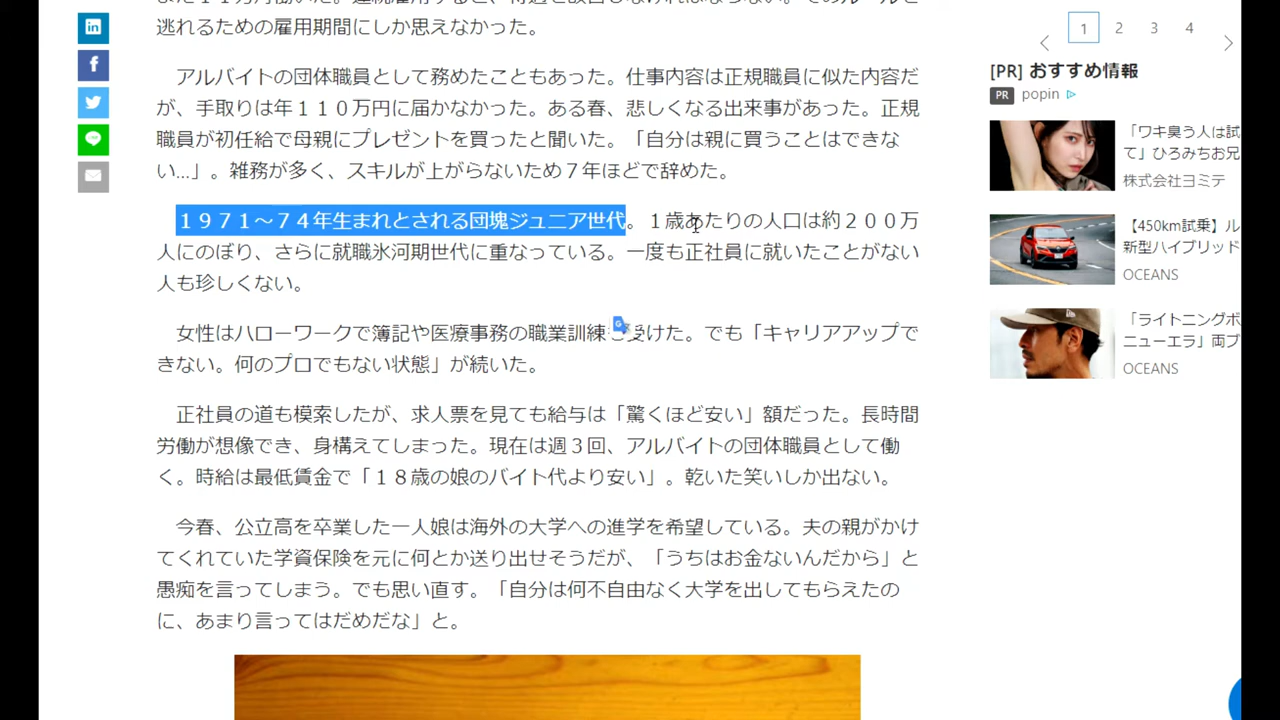 逃れるための雇用期間にしか思えなかった。
アルバイトの団体職員として務めたこともあった。仕事内容は正規職員に似た内容だ
が、手取りは年１１０万円に届かなかった。ある春、悲しくなる出来事があった。正規
職員が初任給で母親にプレゼントを買ったと聞いた。「自分は親に買うことはできな
い…」。雑務が多く、スキルが上がらないため７年ほどで辞めた。
１９７１～７４年生まれとされる団塊ジュニア世代。１歳あたりの人口は約２００万
人にのぼり、さらに就職氷河期世代に重なっている。一度も正社員に就いたことがない
人も珍しくない。
女性はハローワークで簿記や医療事務の職業訓練も受けた。でも「キャリアアップで
きない。何のプロでもない状態」が続いた。
正社員の道も模索したが、求人票を見ても給与は「驚くほど安い」額だった。長時間
労働が想像でき、身構えてしまった。現在は週３回、アルバイトの団体職員として働
く。時給は最低賃金で「１８歳の娘のバイト代より安い」。乾いた笑いしか出ない。
今春、公立高を卒業した一人娘は海外の大学への進学を希望している。夫の親がかけ
てくれていた学資保険を元に何とか送り出せそうだが、「うちはお金ないんだから」と
愚痴を言ってしまう。でも思い直す。「自分は何不自由なく大学を出してもらえたの
に、あまり言ってはだめだな」と。
1 2 3 4
[PR] おすすめ情報
PR popin
「ワキ臭う人は試
て」ひろみちお兄
株式会社ヨミテ
【450km試乗】ル
新型ハイブリッド
OCEANS
「ライトニングボ
ニューエラ」両ブ
OCEANS